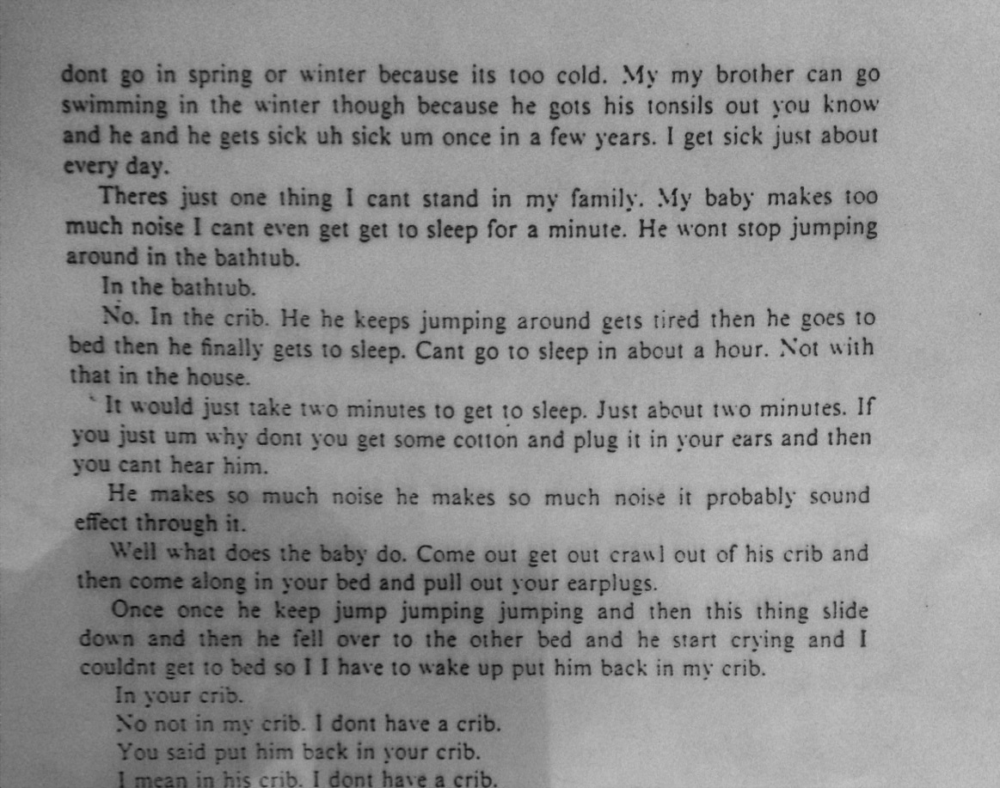 dont go in spring or winter because its too cold. My my brother can go
swimming in the winter though because he gots his tonsils out you know
and he and he gets sick uh sick um once in a few years. I get sick just about
every day.
Theres just one thing I cant stand in my family. My baby makes too
much noise I cant even get get to sleep for a minute. He wont stop jumping
around in the bathtub.
In the bathtub.
No. In the crib. He he keeps jumping around gets tired then he goes to
bed then he finally gets to sleep. Cant go to sleep in about a hour. Not with
that in the house.
It would just take two minutes to get to sleep. Just about two minutes. If
you just um why dont you get some cotton and plug it in your ears and then
you cant hear him.
He makes so much noise he makes so much noise it probably sound
effect through it.
Well what does the baby do. Come out get out crawl out of his crib and
then come along in your bed and pull out your earplugs.
Once once he keep jump jumping jumping and then this thing slide
down and then he fell over to the other bed and he start crying and I
couldnt get to bed so I I have to wake up put him back in my crib.
In your crib.
No not in my crib. I dont have a crib.
You said put him back in your crib.
I mean in his crib. I dont have a crib.